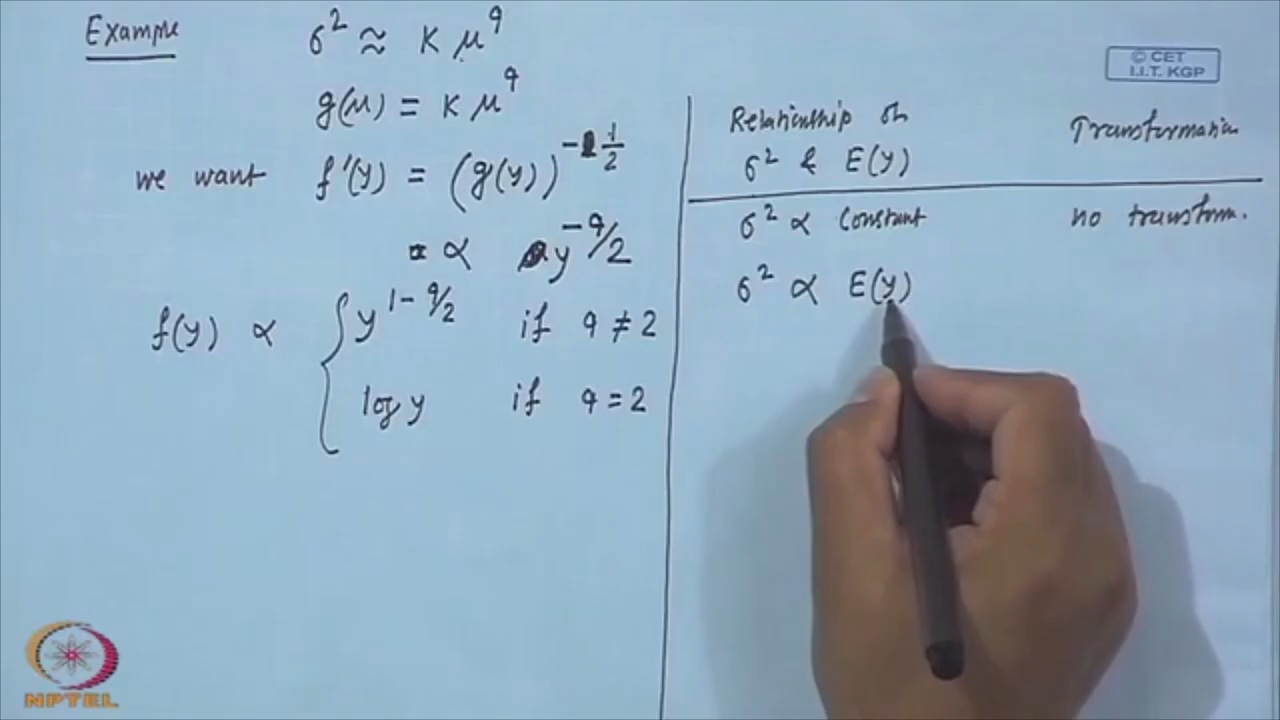 Example σ² ≈ K μ^q
g(μ) = K μ^q
we want f'(y) = (g(y))^-1/2
α y^-q/2
f(y) α { y^1-q/2 if q ≠ 2
log y if q = 2
© CET
I.I.T. KGP
Relationship on Transformation
σ² & E(y)
σ² α Constant no transform.
σ² α E(y)
NPTEL